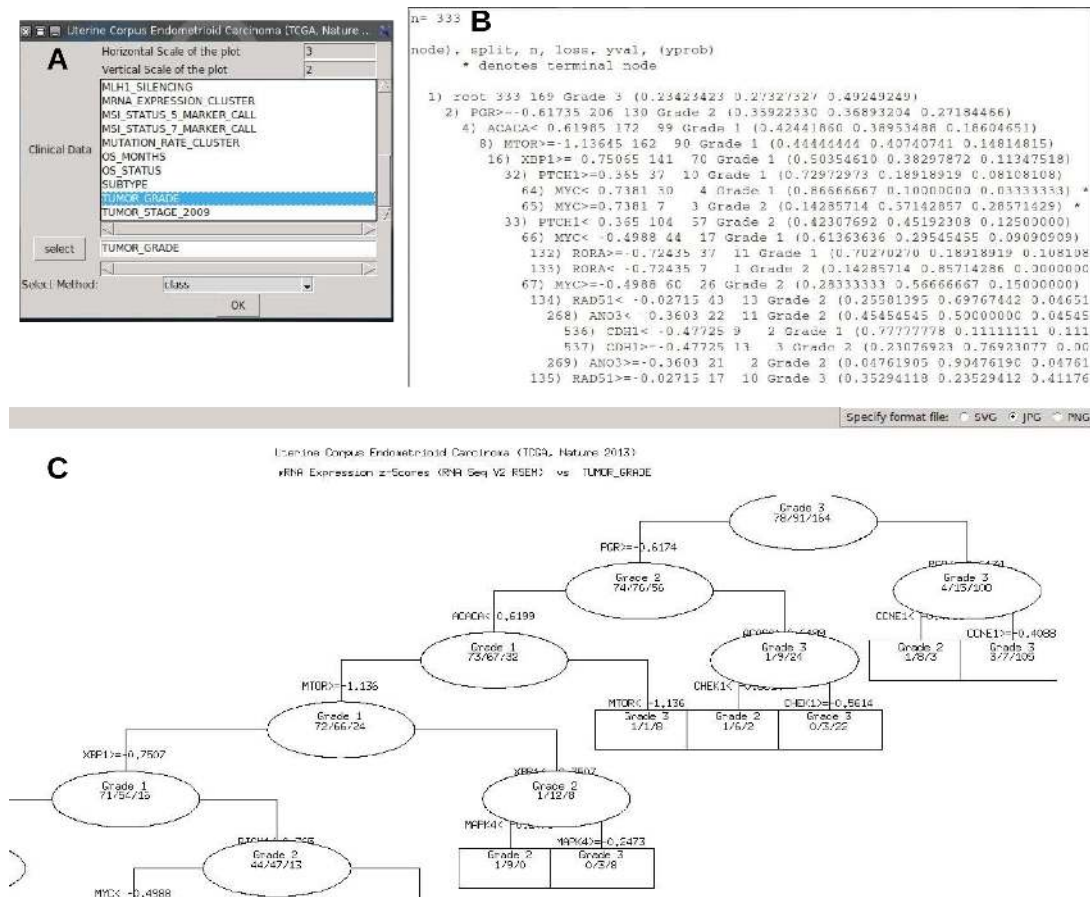 Uterine Corpus Endometrioid Carcinoma (TCGA, Nature ...
A
Horizontal Scale of the plot 3
Vertical Scale of the plot 2
Clinical Data
MLH1_SILENCING
MRNA_EXPRESSION_CLUSTER
MSI_STATUS_5_MARKER_CALL
MSI_STATUS_7_MARKER_CALL
MUTATION_RATE_CLUSTER
OS_MONTHS
OS_STATUS
SUBTYPE
TUMOR_GRADE
TUMOR_STAGE_2009
select TUMOR_GRADE
Select Method: class
OK
n= 333
B
node), split, n, loss, yval, (yprob)
* denotes terminal node
1) root 333 169 Grade 3 (0.23423423 0.27327327 0.49249249)
2) PGR>=-0.61735 206 130 Grade 2 (0.35922330 0.36893204 0.27184466)
4) ACACA< 0.61985 172 99 Grade 1 (0.42441860 0.38953488 0.18604651)
8) MTOR>=-1.13645 162 90 Grade 1 (0.44444444 0.40740741 0.14814815)
16) XBP1>=-0.75065 141 70 Grade 1 (0.50354610 0.38297872 0.11347518)
32) PTCH1>=0.365 37 10 Grade 1 (0.72972973 0.18918919 0.08108108)
64) MYC< 0.7381 30 4 Grade 1 (0.86666667 0.10000000 0.03333333) *
65) MYC>=0.7381 7 3 Grade 2 (0.14285714 0.57142857 0.28571429) *
33) PTCH1< 0.365 104 57 Grade 2 (0.42307692 0.45192308 0.12500000)
66) MYC< -0.4988 44 17 Grade 1 (0.61363636 0.29545455 0.09090909)
132) RORA>=-0.72435 37 11 Grade 1 (0.70270270 0.18918919 0.108108
133) RORA< -0.72435 7 1 Grade 2 (0.14285714 0.85714286 0.0000000
67) MYC>=-0.4988 60 26 Grade 2 (0.28333333 0.56666667 0.15000000)
134) RAD51< -0.02715 43 13 Grade 2 (0.25581395 0.69767442 0.04651
268) ANO3< 0.3603 22 11 Grade 2 (0.45454545 0.50000000 0.04545
536) CDH1< -0.47725 9 2 Grade 1 (0.77777778 0.11111111 0.111
537) CDH1>=-0.47725 13 3 Grade 2 (0.23076923 0.76923077 0.00
269) ANO3>=-0.3603 21 2 Grade 2 (0.04761905 0.90476190 0.04761
135) RAD51>=-0.02715 17 10 Grade 3 (0.35294118 0.23529412 0.41176
Specify format file: SVG JPG PNG
C
Uterine Corpus Endometrioid Carcinoma (TCGA, Nature 2013)
mRNA Expression z-Scores (RNA Seq V2 RSEM) vs TUMOR_GRADE
Grade 3
78/91/164
PGR>=-0.6174
Grade 2
74/76/56
Grade 3
4/15/108
ACACA< 0.6199
CCNE1<
CCNE1>=-0.4088
Grade 1
73/67/32
Grade 3
1/9/24
Grade 2
1/8/3
Grade 3
3/7/105
MTOR>=-1.136
MTOR< -1.136
CHEK1<
CHEK1>=-0.5614
Grade 1
72/66/24
Grade 3
1/1/8
Grade 2
1/6/2
Grade 3
0/3/22
XBP1>=-0.7507
Grade 1
71/54/16
Grade 2
1/12/8
MAPK4<
MAPK4>=-0.2473
Grade 2
44/47/13
Grade 2
1/9/0
Grade 3
0/3/8
MYC< -0.4988